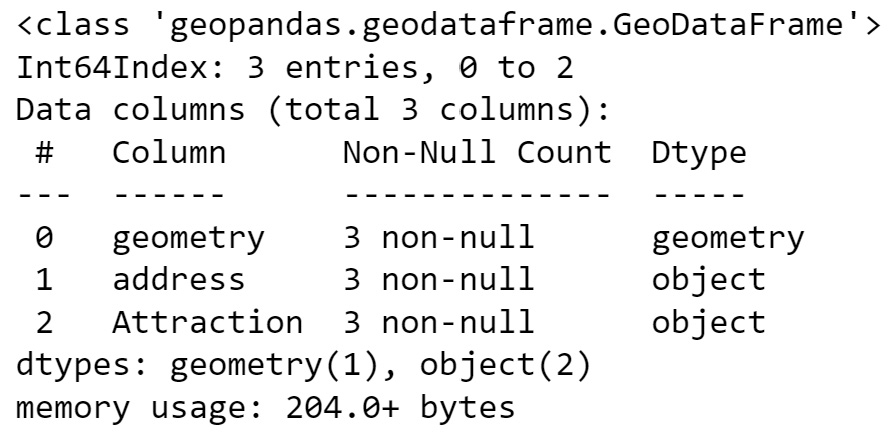 <class 'geopandas.geodataframe.GeoDataFrame'>
Int64Index: 3 entries, 0 to 2
Data columns (total 3 columns):
 #   Column      Non-Null Count  Dtype
---  ------      --------------  -----
 0   geometry    3 non-null      geometry
 1   address     3 non-null      object
 2   Attraction  3 non-null      object
dtypes: geometry(1), object(2)
memory usage: 204.0+ bytes